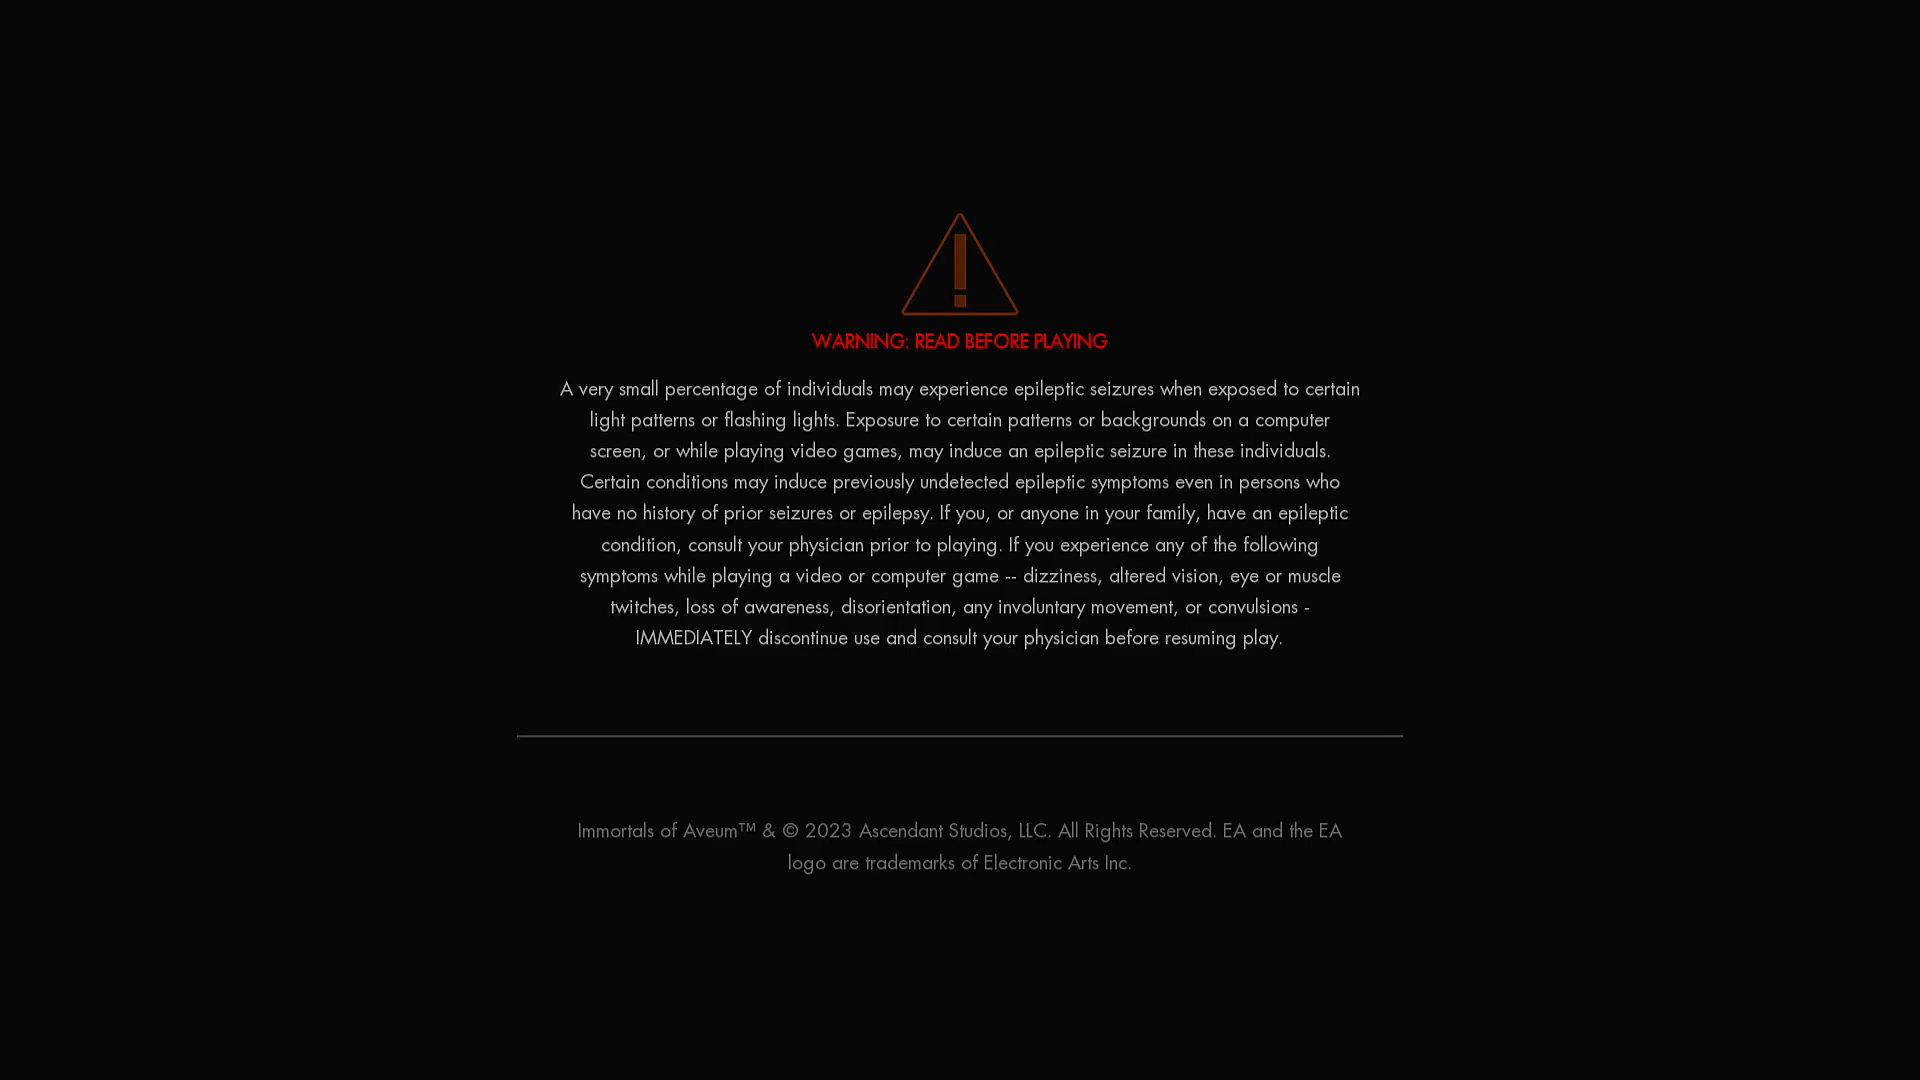 WARNING: READ BEFORE PLAYING
A very small percentage of individuals may experience epileptic seizures when exposed to certain
light patterns or flashing lights. Exposure to certain patterns or backgrounds on a computer
screen, or while playing video games, may induce an epileptic seizure in these individuals.
Certain conditions may induce previously undetected epileptic symptoms even in persons who
have no history of prior seizures or epilepsy. If you, or anyone in your family, have an epileptic
condition, consult your physician prior to playing. If you experience any of the following
symptoms while playing a video or computer game -- dizziness, altered vision, eye or muscle
twitches, loss of awareness, disorientation, any involuntary movement, or convulsions -
IMMEDIATELY discontinue use and consult your physician before resuming play.
Immortals of Aveum™ & © 2023 Ascendant Studios, LLC. All Rights Reserved. EA and the EA
logo are trademarks of Electronic Arts Inc.